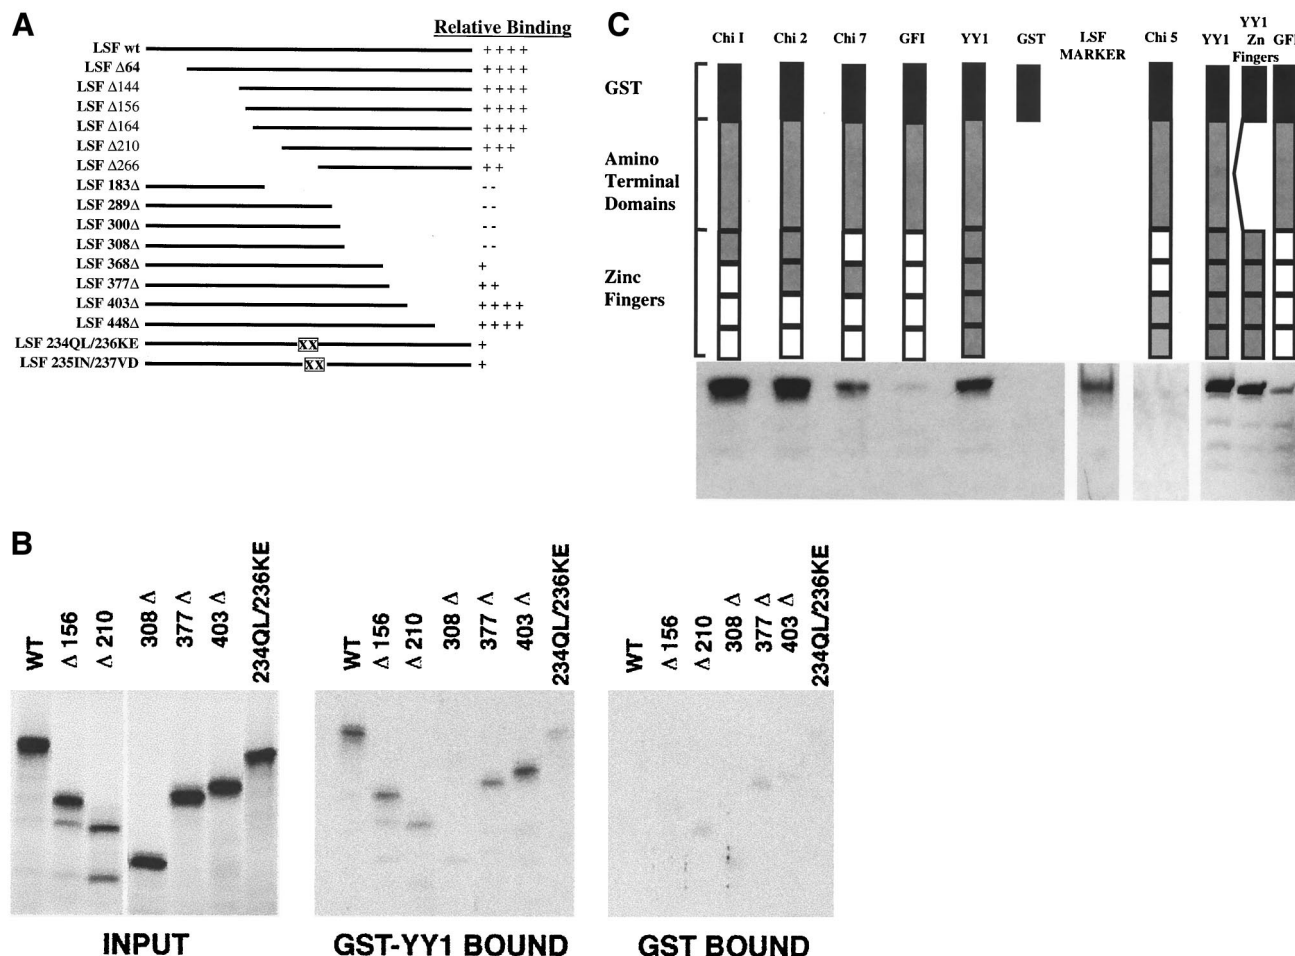 A
Relative Binding
LSF wt ++++
LSF Δ64 ++++
LSF Δ144 ++++
LSF Δ156 ++++
LSF Δ164 ++++
LSF Δ210 +++
LSF Δ266 ++
LSF 183Δ --
LSF 289Δ --
LSF 300Δ --
LSF 308Δ --
LSF 368Δ +
LSF 377Δ ++
LSF 403Δ ++++
LSF 448Δ ++++
LSF 234QL/236KE XX +
LSF 235IN/237VD XX +
C
Chi I Chi 2 Chi 7 GFI YY1 GST LSF MARKER Chi 5 YY1 YY1 Zn Fingers GFI
GST
Amino
Terminal
Domains
Zinc
Fingers
B
WT Δ 156 Δ 210 308 Δ 377 Δ 403 Δ 234QL/236KE
INPUT
WT Δ 156 Δ 210 308 Δ 377 Δ 403 Δ 234QL/236KE
GST-YY1 BOUND
WT Δ 156 Δ 210 308 Δ 377 Δ 403 Δ 234QL/236KE
GST BOUND